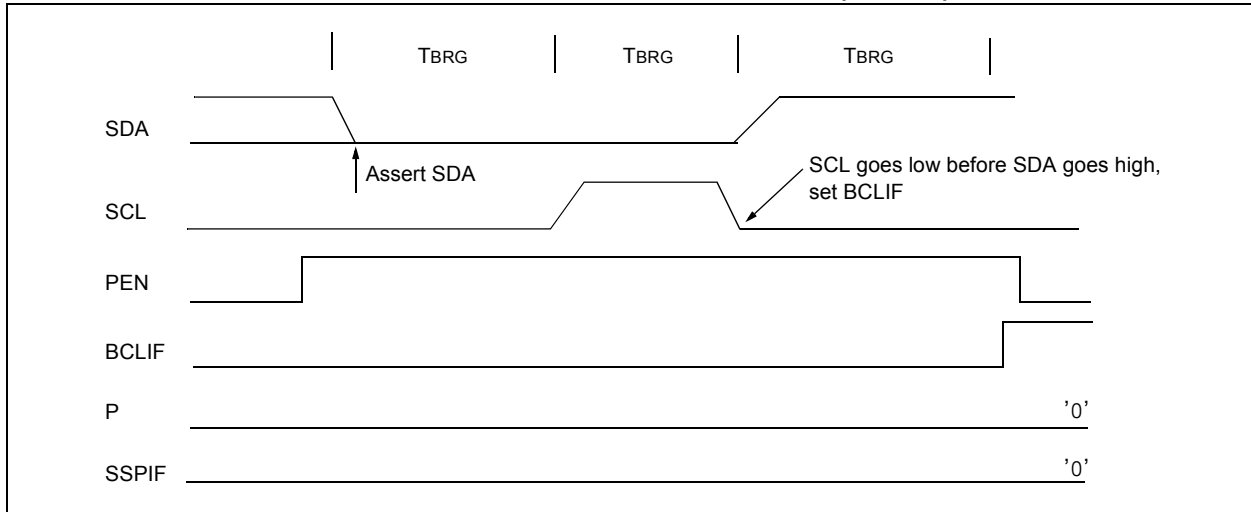 TBRG TBRG TBRG
SDA
Assert SDA
SCL goes low before SDA goes high,
set BCLIF
SCL
PEN
BCLIF
P '0'
SSPIF '0'